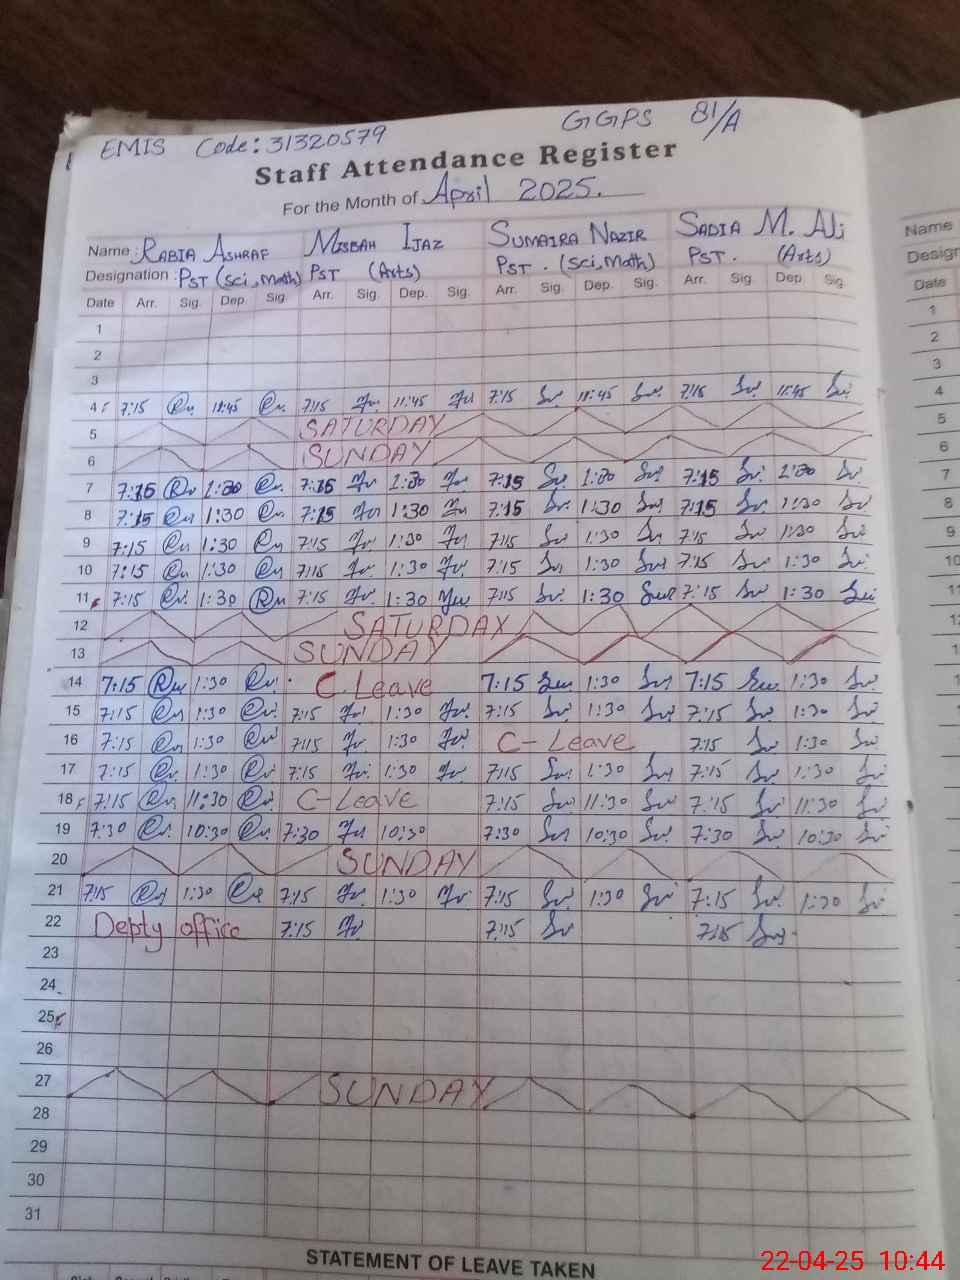 EMIS Code: 31320579 GGPS 81/A
Staff Attendance Register
For the Month of April 2025.
Name: RABIA ASHRAF MISBAH IJAZ SUMAIRA NAZIR SADIA M. Ali
Designation: PST (Sci, Math) PST (Arts) PST. (Sci, Math) PST. (Arts)
Date Arr. Sig. Dep. Sig. Arr. Sig. Dep. Sig. Arr. Sig. Dep. Sig. Arr. Sig. Dep. Sig
1
2
3
4 7:15 7:15 11:45 7:15 11:45 7:15 11:45
5 SATURDAY
6 SUNDAY
7 7:15 1:30 7:15 1:30 7:15 1:30 7:15 1:30
8 7:15 1:30 7:15 1:30 7:15 1:30 7:15 1:30
9 7:15 1:30 7:15 1:30 7:15 1:30 7:15 1:30
10 7:15 1:30 7:15 1:30 7:15 1:30 7:15 1:30
11 7:15 1:30 7:15 1:30 7:15 1:30 7:15 1:30
12 SATURDAY
13 SUNDAY
14 7:15 1:30 C. Leave 7:15 1:30 7:15 1:30
15 7:15 1:30 7:15 1:30 7:15 1:30 7:15 1:30
16 7:15 1:30 7:15 1:30 C- Leave 7:15 1:30
17 7:15 1:30 7:15 1:30 7:15 1:30 7:15 1:30
18 7:15 11:30 C-Leave 7:15 11:30 7:15 11:30
19 7:30 10:30 7:30 10:30 7:30 10:30 7:30 10:30
20 SUNDAY
21 7:15 1:30 7:15 1:30 7:15 1:30 7:15 1:30
22 Depty office 7:15 7:15 7:15
23
24
25
26
27 SUNDAY
28
29
30
31
STATEMENT OF LEAVE TAKEN
22-04-25 10:44
Name
Date
1
2
3
4
5
6
7
8
9
10
11